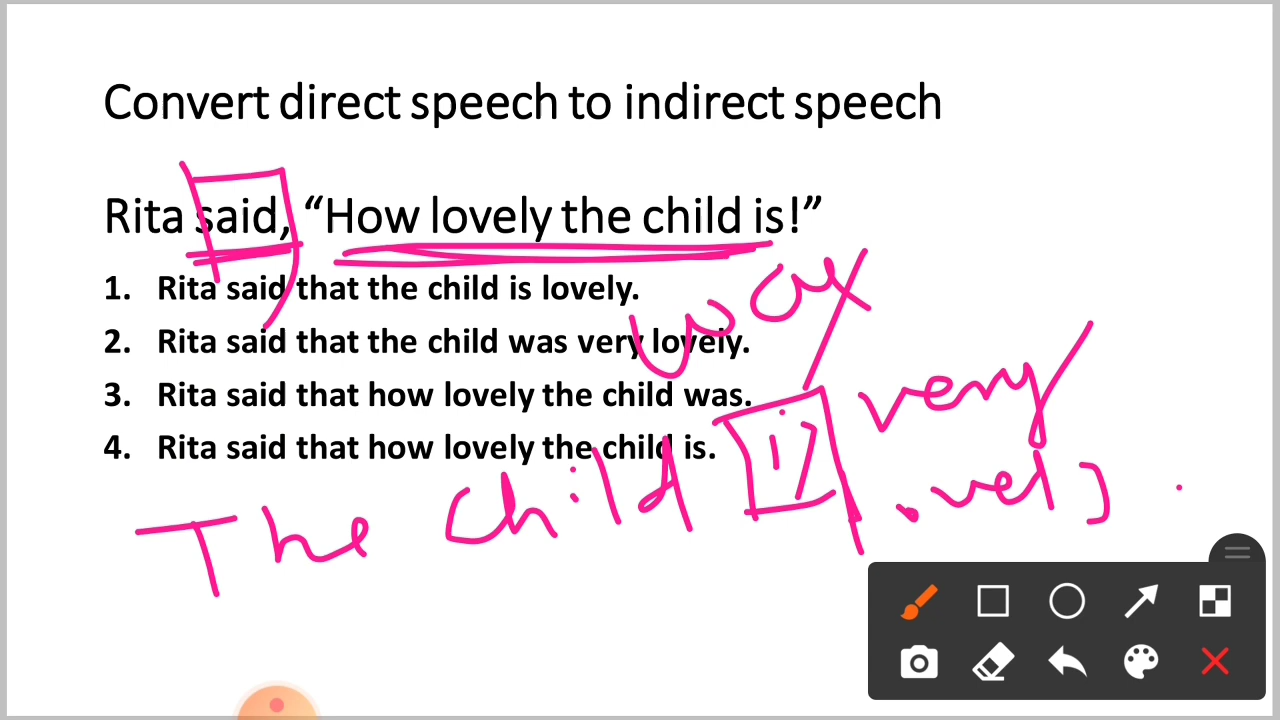 Convert direct speech to indirect speech
Rita said, “How lovely the child is!”
1. Rita said that the child is lovely.
2. Rita said that the child was very lovely.
3. Rita said that how lovely the child was.
4. Rita said that how lovely the child is.
was
The child is very lovely.